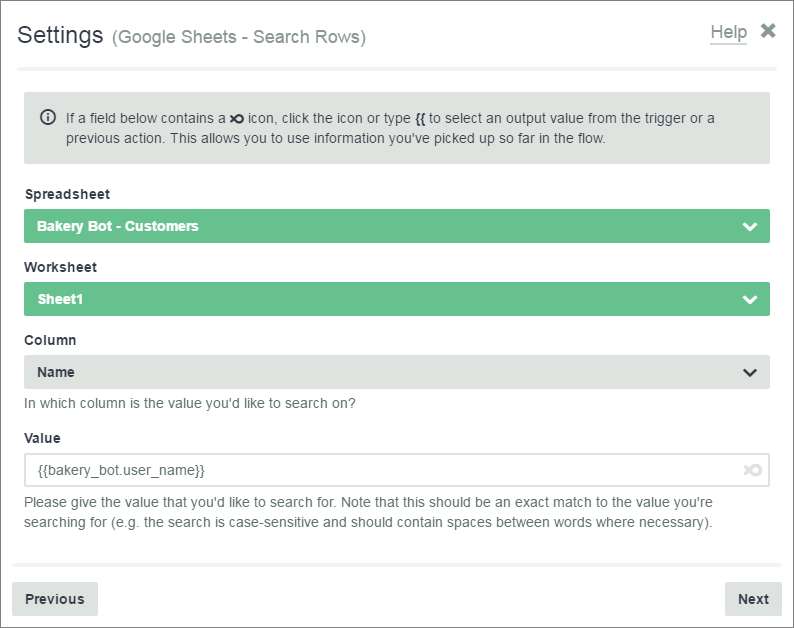 Settings (Google Sheets - Search Rows)
Help
If a field below contains a icon, click the icon or type {{ to select an output value from the trigger or a
previous action. This allows you to use information you've picked up so far in the flow.
Spreadsheet
Bakery Bot - Customers
Worksheet
Sheet1
Column
Name
In which column is the value you'd like to search on?
Value
{{bakery_bot.user_name}}
Please give the value that you'd like to search for. Note that this should be an exact match to the value you're
searching for (e.g. the search is case-sensitive and should contain spaces between words where necessary).
Previous
Next